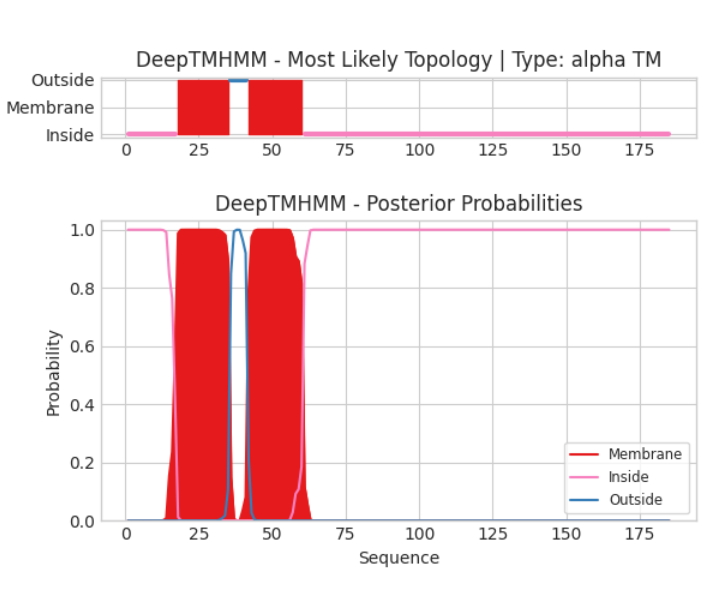 DeepTMHMM - Most Likely Topology | Type: alpha TM
Outside
Membrane
Inside
0 25 50 75 100 125 150 175
DeepTMHMM - Posterior Probabilities
1.0
0.8
0.6
0.4
0.2
0.0
Probability
Membrane
Inside
Outside
0 25 50 75 100 125 150 175
Sequence